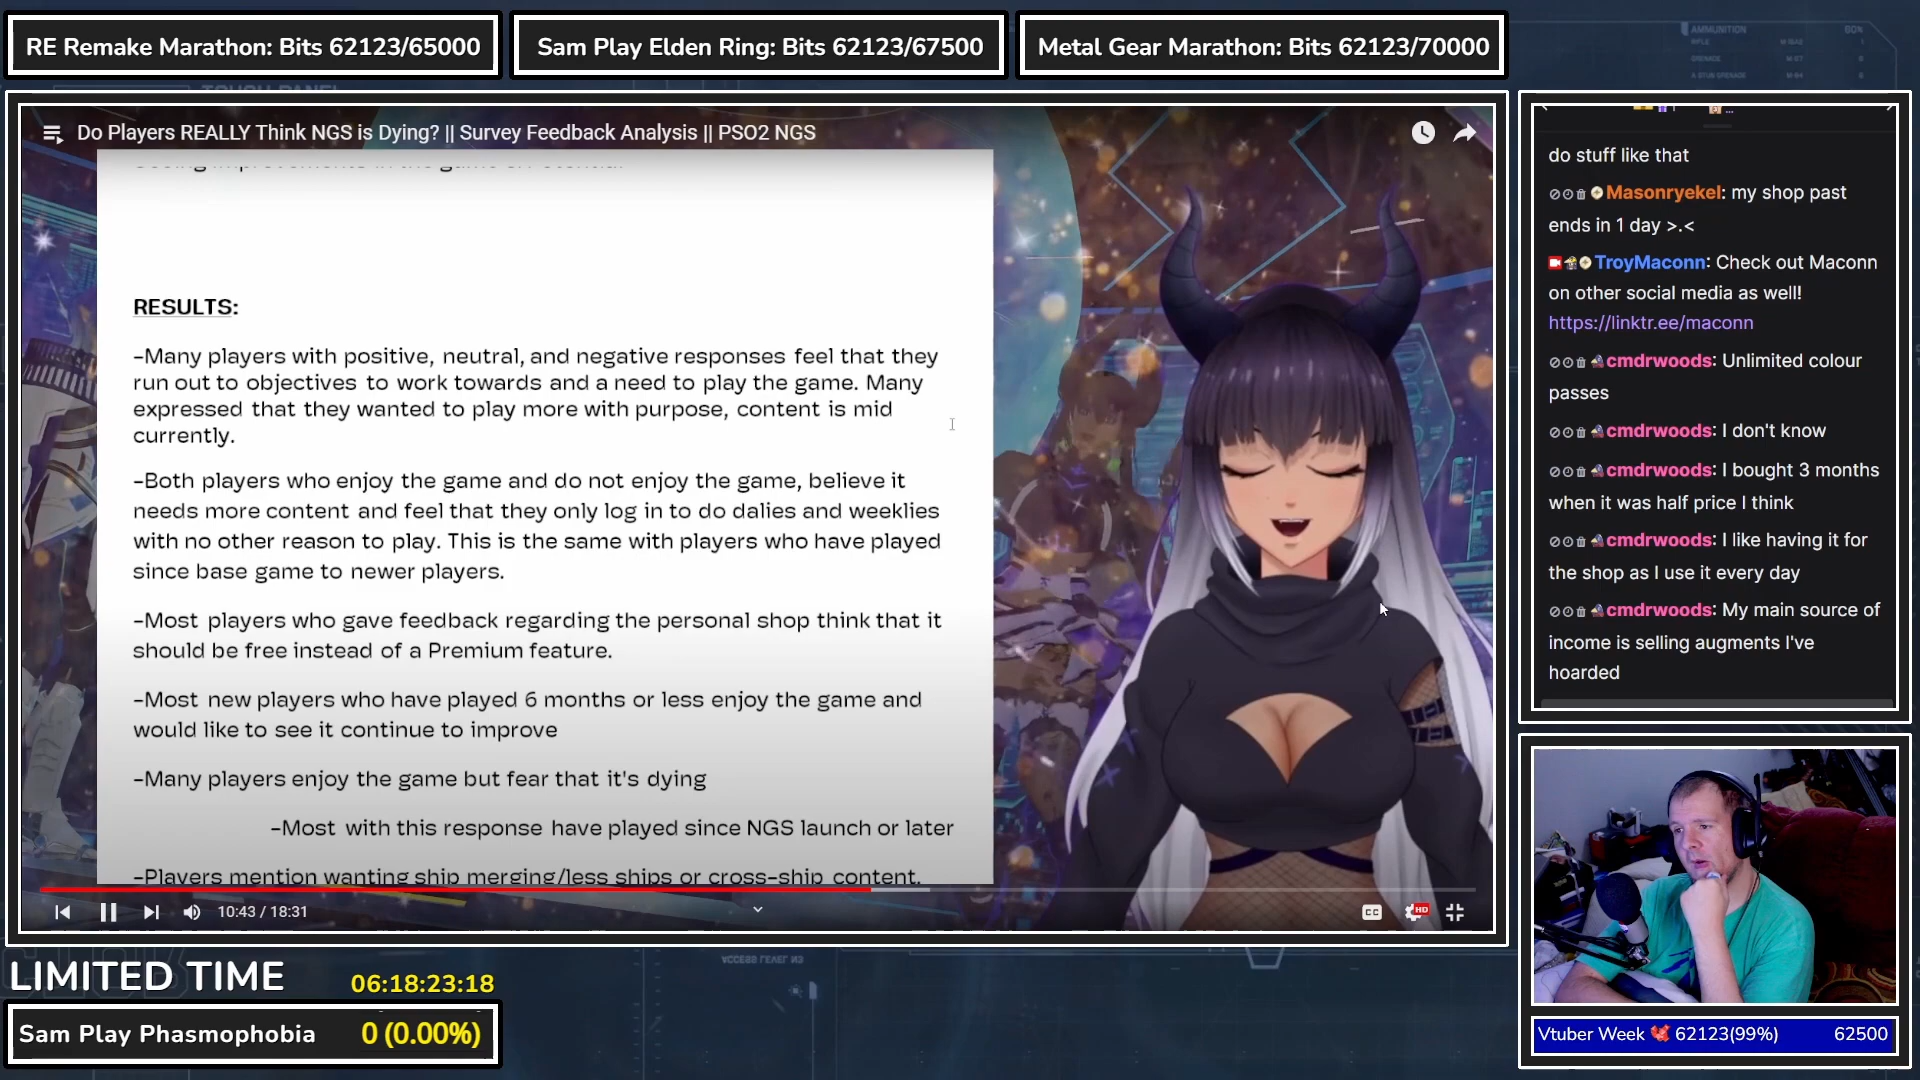 RE Remake Marathon: Bits 62123/65000
Sam Play Elden Ring: Bits 62123/67500
Metal Gear Marathon: Bits 62123/70000
Do Players REALLY Think NGS is Dying? || Survey Feedback Analysis || PSO2 NGS
RESULTS:
-Many players with positive, neutral, and negative responses feel that they
run out to objectives to work towards and a need to play the game. Many
expressed that they wanted to play more with purpose, content is mid
currently.
-Both players who enjoy the game and do not enjoy the game, believe it
needs more content and feel that they only log in to do dalies and weeklies
with no other reason to play. This is the same with players who have played
since base game to newer players.
-Most players who gave feedback regarding the personal shop think that it
should be free instead of a Premium feature.
-Most new players who have played 6 months or less enjoy the game and
would like to see it continue to improve
-Many players enjoy the game but fear that it's dying
-Most with this response have played since NGS launch or later
-Players mention wanting ship merging/less ships or cross-ship content.
10:43 / 18:31
CC
HD
do stuff like that
Masonryekel: my shop past
ends in 1 day >.<
TroyMaconn: Check out Maconn
on other social media as well!
https://linktr.ee/maconn
cmdrwoods: Unlimited colour
passes
cmdrwoods: I don't know
cmdrwoods: I bought 3 months
when it was half price I think
cmdrwoods: I like having it for
the shop as I use it every day
cmdrwoods: My main source of
income is selling augments I've
hoarded
LIMITED TIME
06:18:23:18
Sam Play Phasmophobia 0 (0.00%)
Vtuber Week 62123(99%) 62500
AMMUNITION